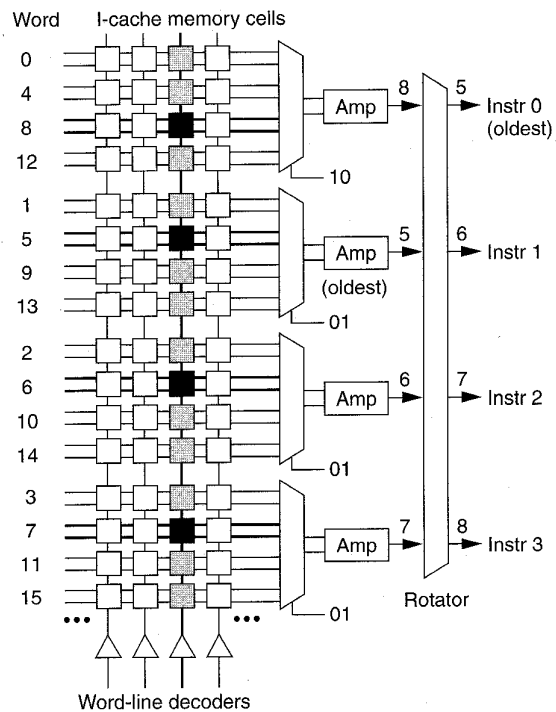 Word I-cache memory cells
0
4
8
12
10
Amp
8
5
Instr 0
(oldest)
1
5
9
13
01
Amp
(oldest)
5
6
Instr 1
2
6
10
14
01
Amp
6
7
Instr 2
3
7
11
15
01
Amp
7
8
Instr 3
Rotator
•••
•••
Word-line decoders